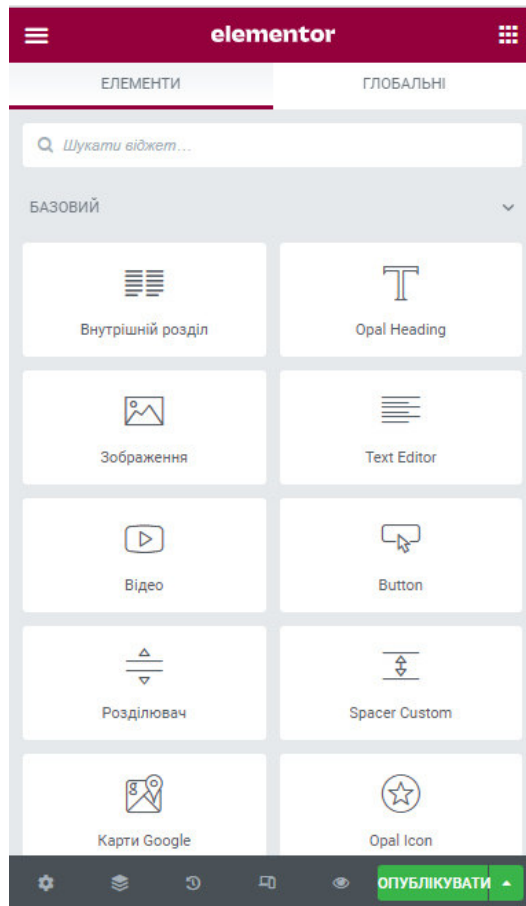 elementor
ЕЛЕМЕНТИ ГЛОБАЛЬНІ
Шукати віджет...
БАЗОВИЙ
Внутрішній розділ Opal Heading
Зображення Text Editor
Відео Button
Розділювач Spacer Custom
Карти Google Opal Icon
ОПУБЛІКУВАТИ